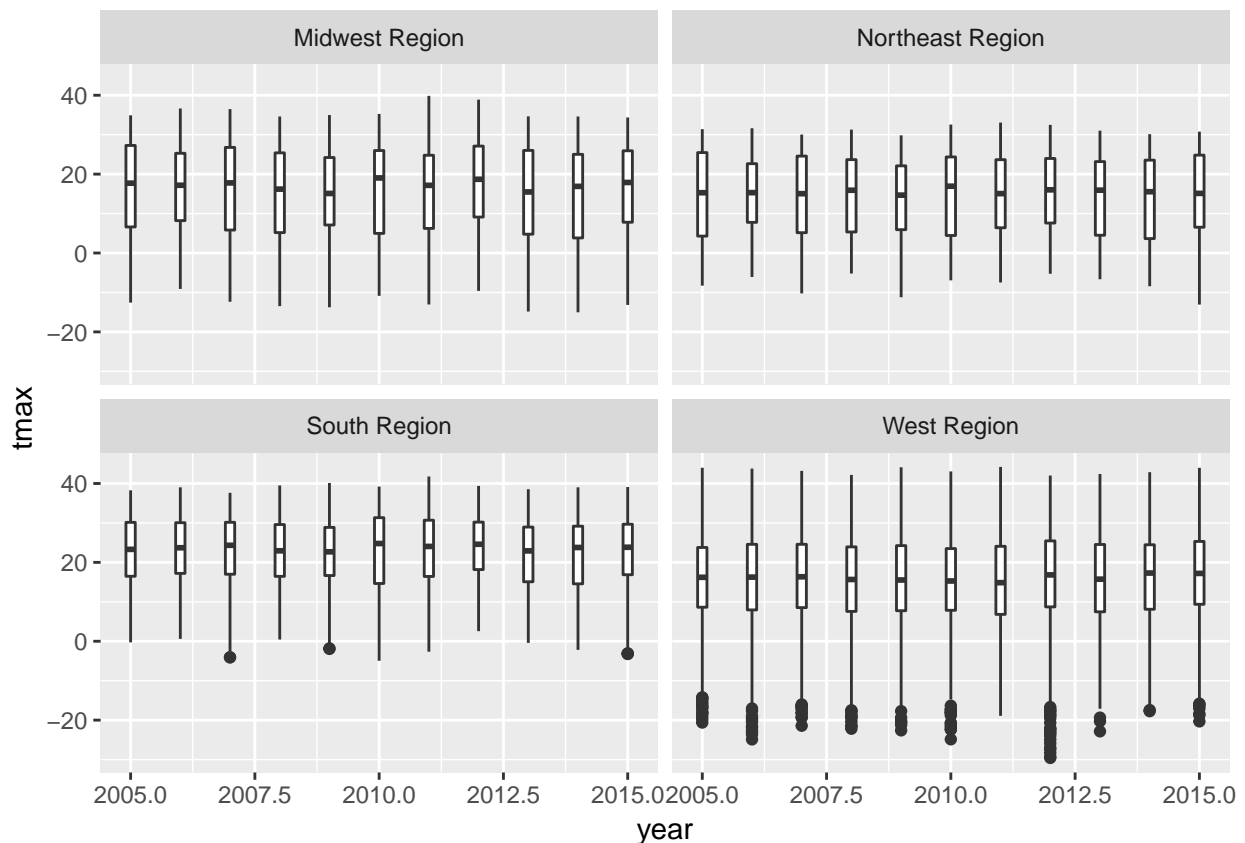 Midwest Region
Northeast Region
40
20
0
−20
tmax
South Region
West Region
40
20
0
−20
2005.0 2007.5 2010.0 2012.5 2015.0 2005.0 2007.5 2010.0 2012.5 2015.0
year